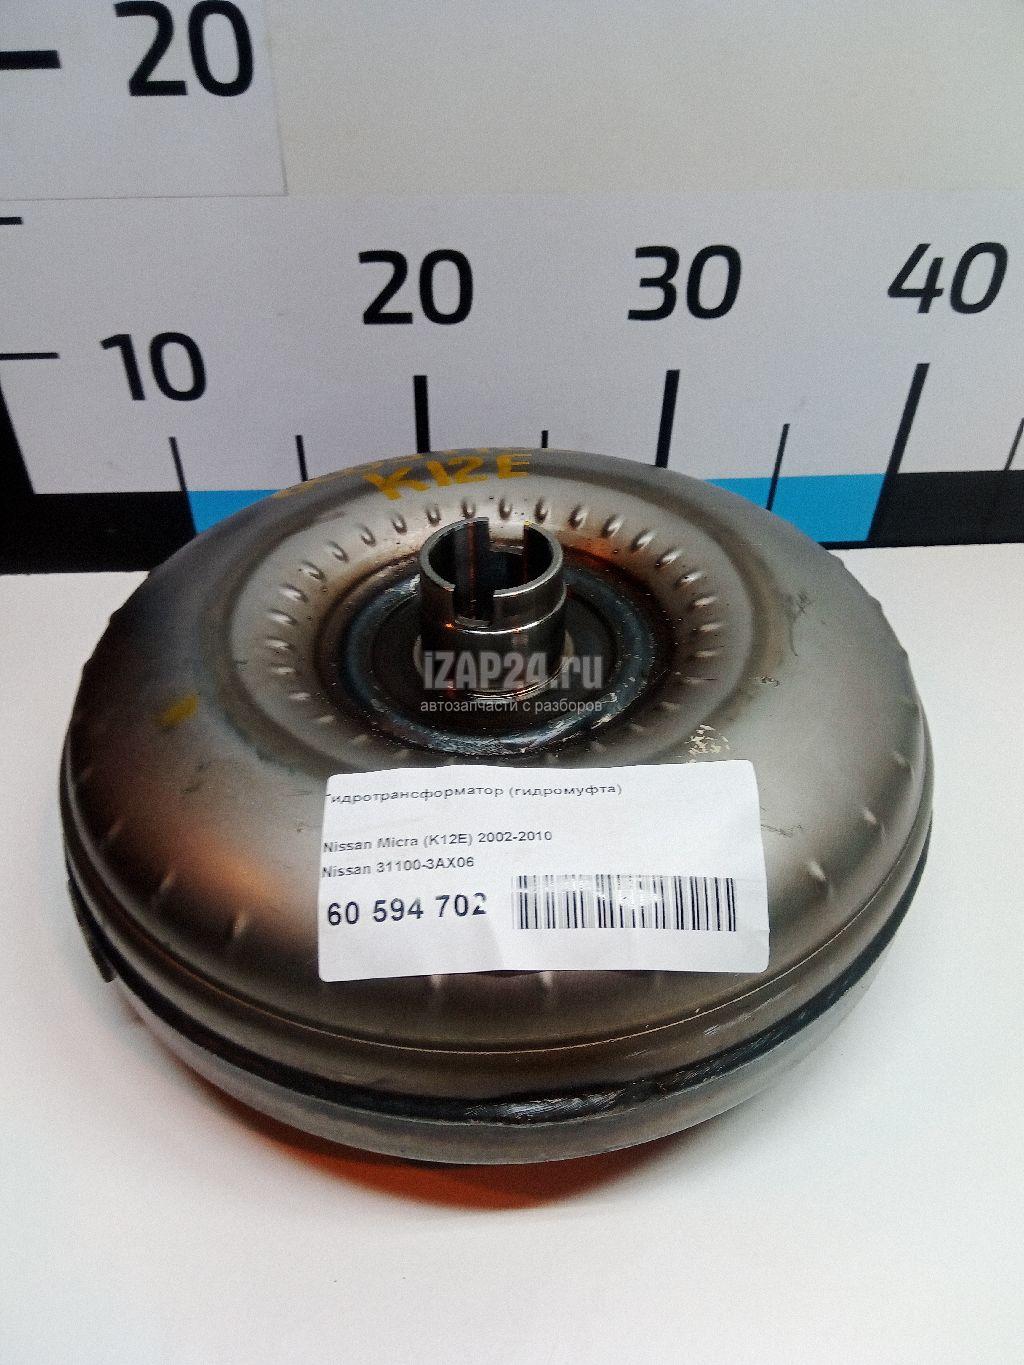 20
10
20
30
40
K12E
iZAP24.ru
автозапчасти с разборов
Гидротрансформатор (гидромуфта)
Nissan Micra (K12E) 2002-2010
Nissan 31100-3AX06
60 594 702